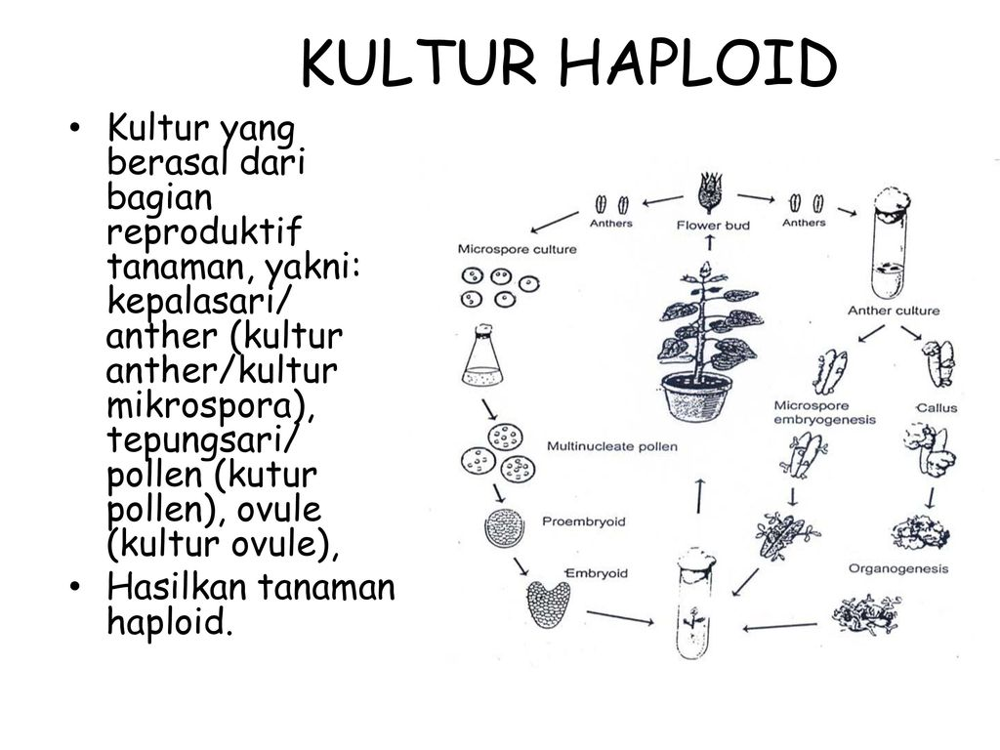 KULTUR HAPLOID
• Kultur yang
berasal dari
bagian
reproduktif
tanaman, yakni:
kepalasari/
anther (kultur
anther/kultur
mikrospora),
tepungsari/
pollen (kutur
pollen), ovule
(kultur ovule),
• Hasilkan tanaman
haploid.
Anthers
Flower bud
Anthers
Microspore culture
Anther culture
Microspore
embryogenesis
Callus
Multinucleate pollen
Proembryoid
Embryoid
Organogenesis